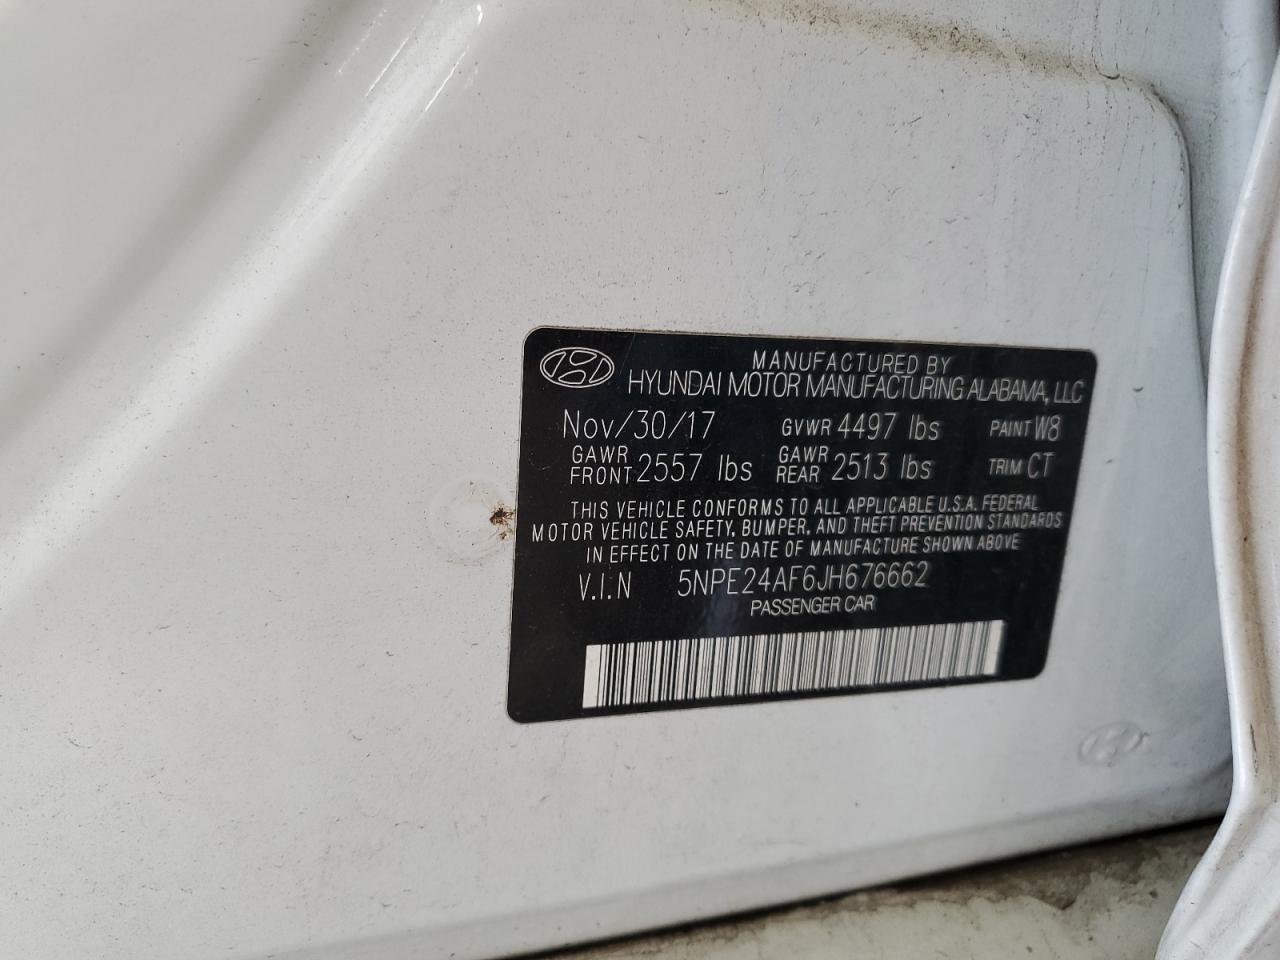 MANUFACTURED BY
HYUNDAI MOTOR MANUFACTURING ALABAMA, LLC
Nov/30/17 GVWR 4497 lbs PAINT W8
GAWR FRONT 2557 lbs GAWR REAR 2513 lbs TRIM CT
THIS VEHICLE CONFORMS TO ALL APPLICABLE U.S.A. FEDERAL
MOTOR VEHICLE SAFETY, BUMPER, AND THEFT PREVENTION STANDARDS
IN EFFECT ON THE DATE OF MANUFACTURE SHOWN ABOVE
V.I.N 5NPE24AF6JH676662
PASSENGER CAR